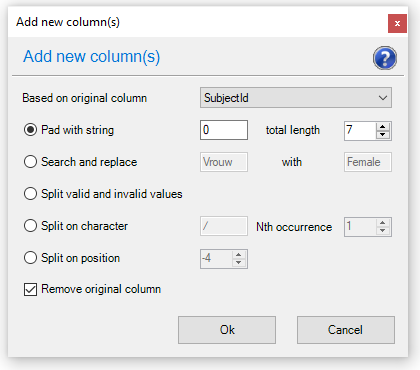 Add new column(s)
x
Add new column(s)
?
Based on original column SubjectId
Pad with string 0 total length 7
Search and replace Vrouw with Female
Split valid and invalid values
Split on character / Nth occurrence 1
Split on position -4
Remove original column
Ok Cancel